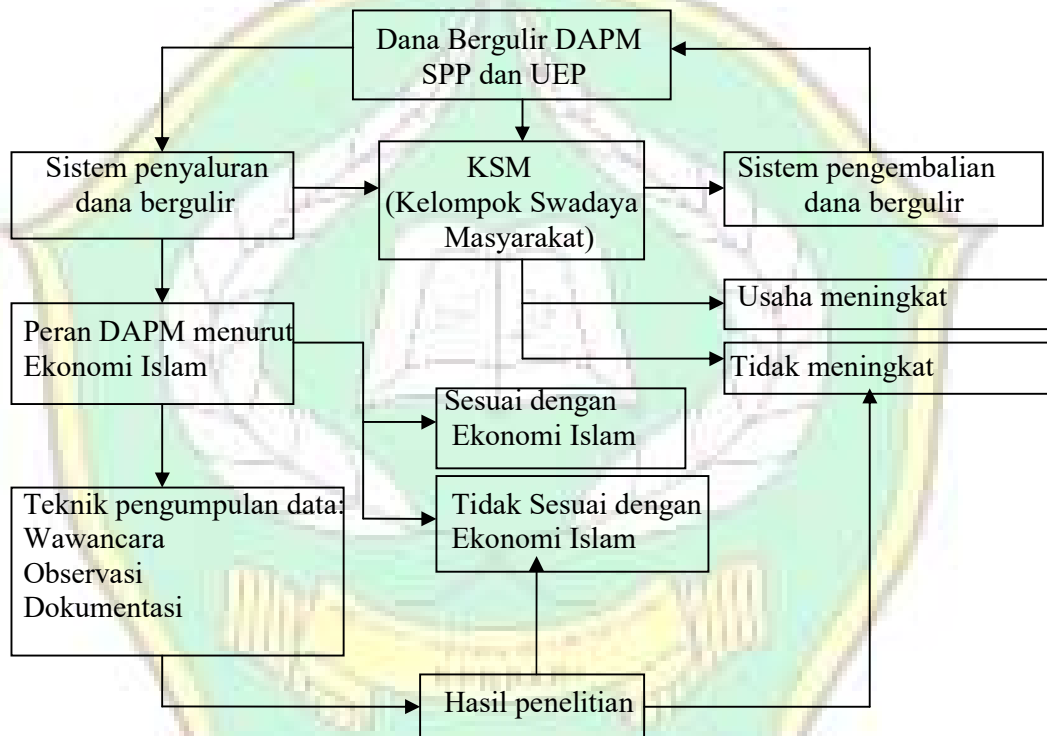 Dana Bergulir DAPM
SPP dan UEP
Sistem penyaluran
dana bergulir
KSM
(Kelompok Swadaya
Masyarakat)
Sistem pengembalian
dana bergulir
Usaha meningkat
Tidak meningkat
Peran DAPM menurut
Ekonomi Islam
Sesuai dengan
Ekonomi Islam
Tidak Sesuai dengan
Ekonomi Islam
Teknik pengumpulan data:
Wawancara
Observasi
Dokumentasi
Hasil penelitian